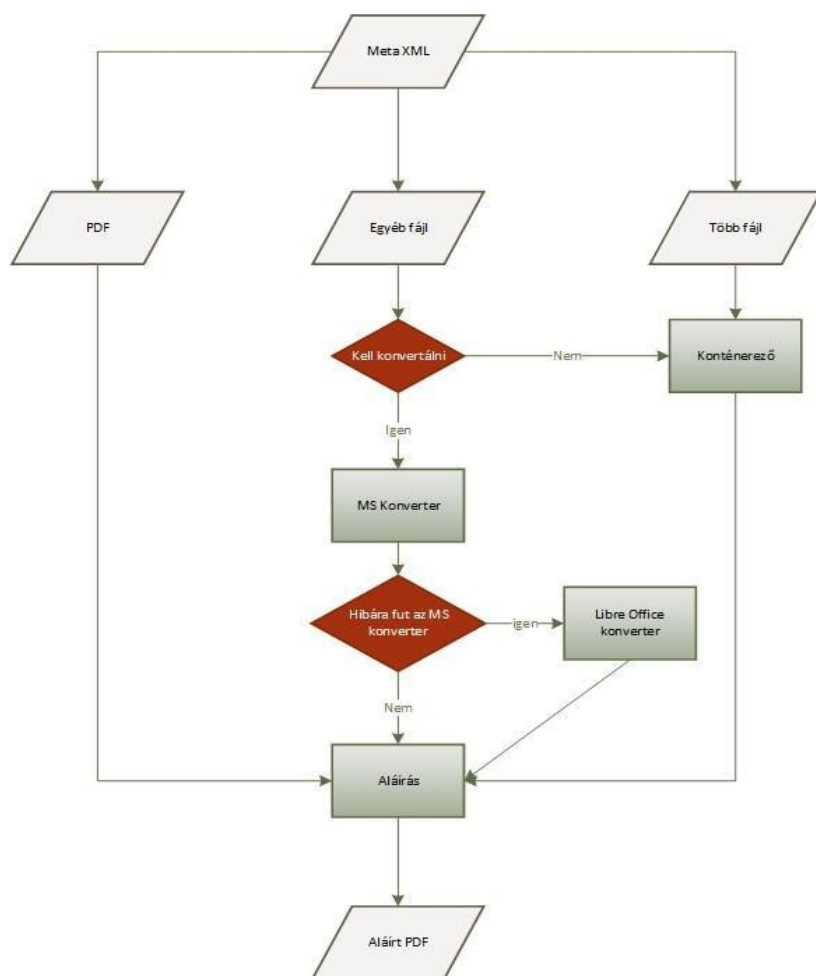 Meta XML
PDF
Egyéb fájl
Több fájl
Kell konvertálni
Nem
Konténerező
Igen
MS Konverter
Hibára fut az MS
konverter
igen
Libre Office
konverter
Nem
Aláírás
Aláírt PDF